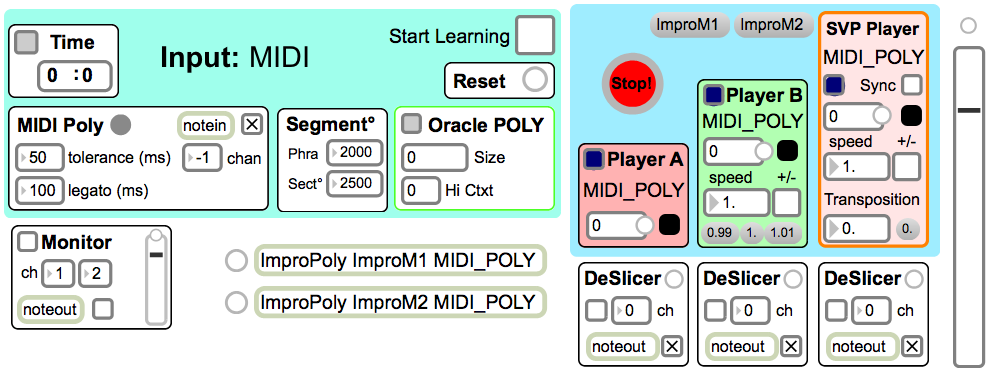 Time
0 :0
Input: MIDI
Start Learning
Reset
MIDI Poly
notein
50 tolerance (ms)
-1 chan
100 legato (ms)
Segment°
Phra 2000
Sect° 2500
Oracle POLY
0 Size
0 Hi Ctxt
Monitor
ch 1 2
noteout
ImproPoly ImproM1 MIDI_POLY
ImproPoly ImproM2 MIDI_POLY
ImproM1 ImproM2
Stop!
Player A
MIDI_POLY
0
Player B
MIDI_POLY
0
speed +/-
1.
0.99 1. 1.01
SVP Player
MIDI_POLY
Sync
0
speed +/-
1.
Transposition
0. 0.
DeSlicer
0 ch
noteout
DeSlicer
0 ch
noteout
DeSlicer
0 ch
noteout